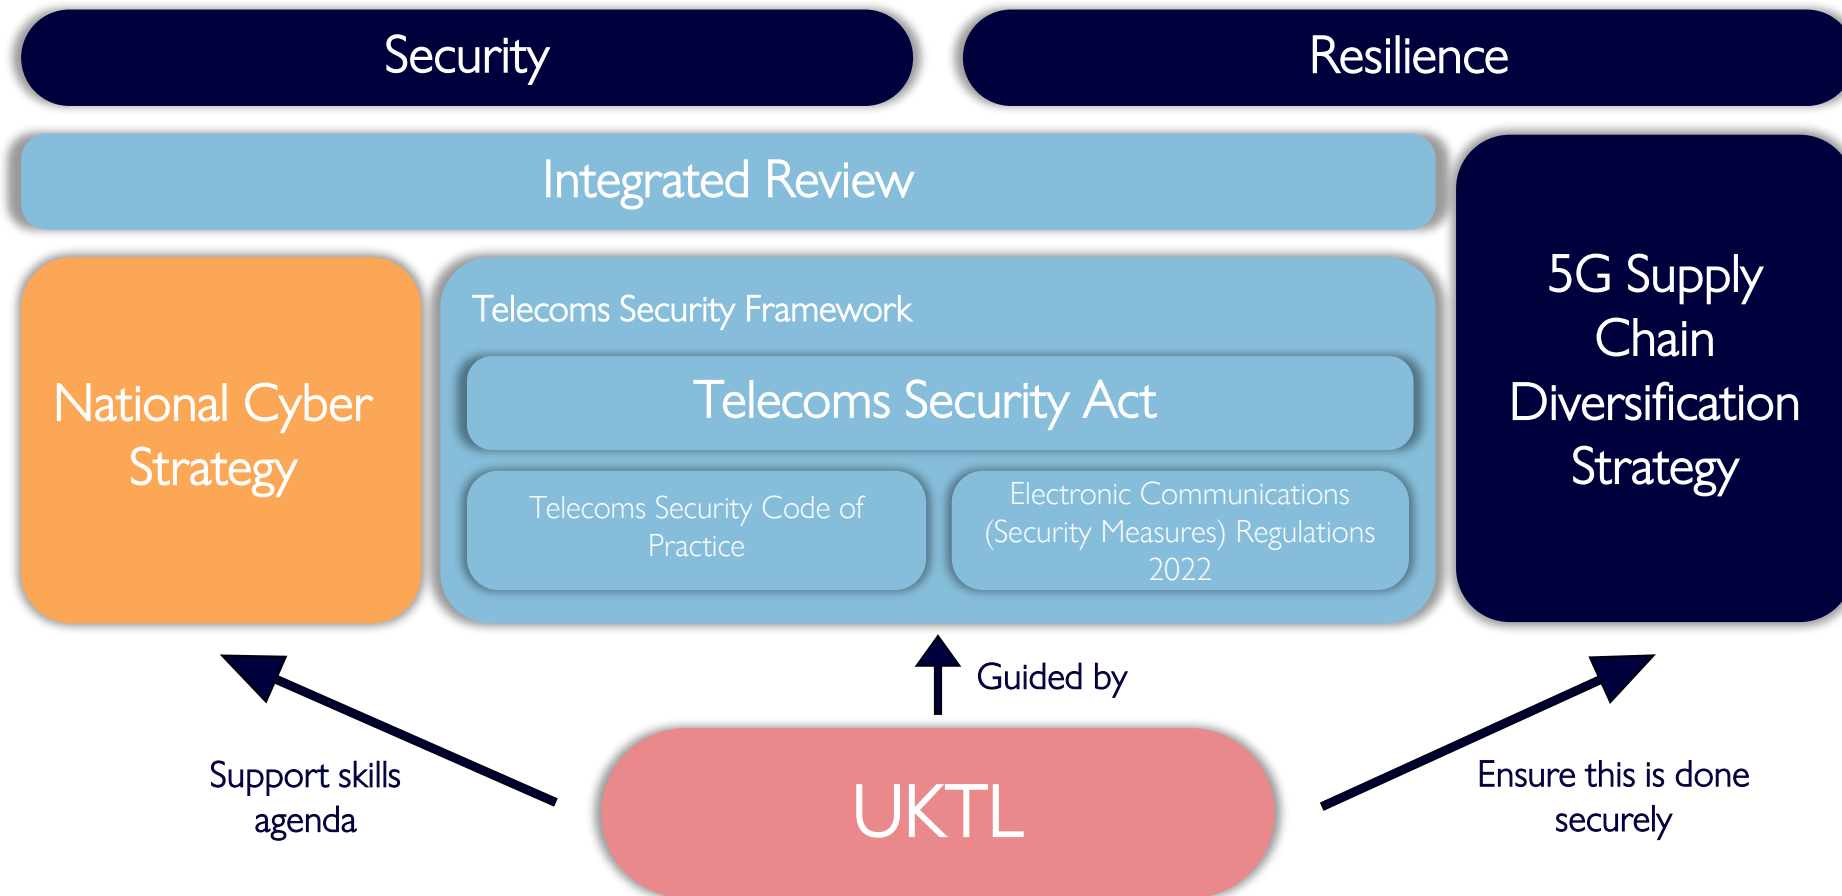 Security
Resilience
Integrated Review
National Cyber
Strategy
Telecoms Security Framework
Telecoms Security Act
Telecoms Security Code of
Practice
Electronic Communications
(Security Measures) Regulations
2022
5G Supply
Chain
Diversification
Strategy
Guided by
Support skills
agenda
UKTL
Ensure this is done
securely